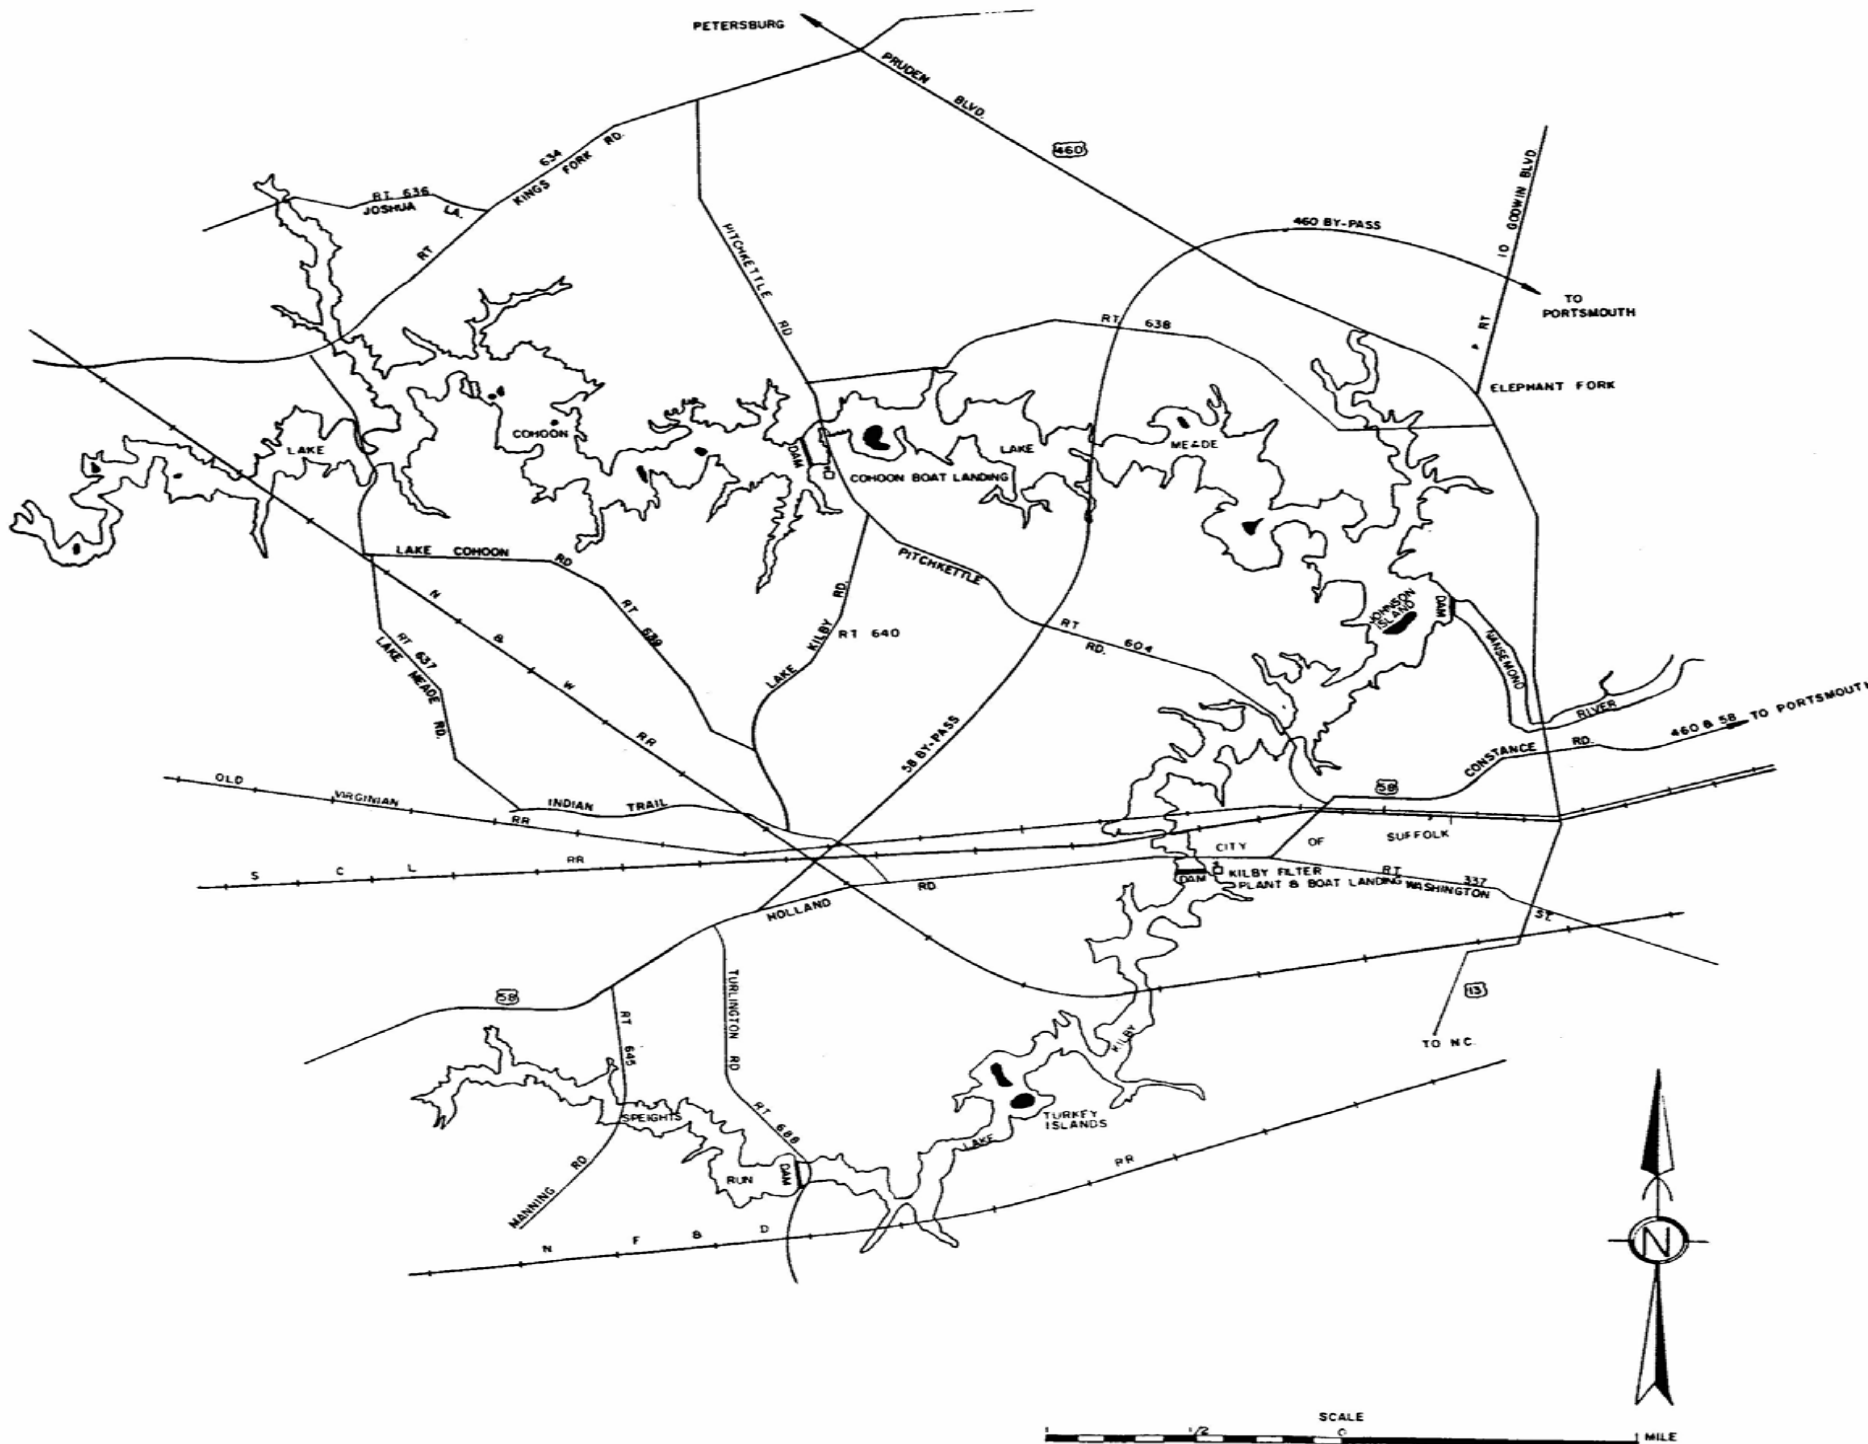 PETERSBURG
PRUDEN
BLVD.
460
634
KINGS FORK RD.
RT
RT. 636
JOSHUA LA.
PITCHKETTLE
RD
460 BY-PASS
RT 10 GODWIN BLVD
TO
PORTSMOUTH
RT 638
ELEPHANT FORK
LAKE
COHOON
DAM
COHOON BOAT LANDING
LAKE
MEADE
LAKE COHOON RD
RT
639
PITCHKETTLE
RT 604
RD.
LAKE KILBY RD.
RT 640
JOHNSON
ISLAND
DAM
NANSEMOND
RIVER
RT 637
LAKE MEADE RD.
N & W RR
58 BY-PASS
460 & 58 TO PORTSMOUTH
CONSTANCE RD.
58
OLD VIRGINIAN RR
INDIAN TRAIL
S C L RR
CITY OF SUFFOLK
HOLLAND RD.
DAM
KILBY FILTER
PLANT & BOAT LANDING
RT 337
WASHINGTON ST.
58
13
TO N.C.
TURLINGTON RD
RT 688
RT 645
MANNING RD
SPEIGHTS
RUN
DAM
LAKE
KILBY
TURKEY
ISLANDS
N F & D RR
N
SCALE
1 1/2 0 1 MILE